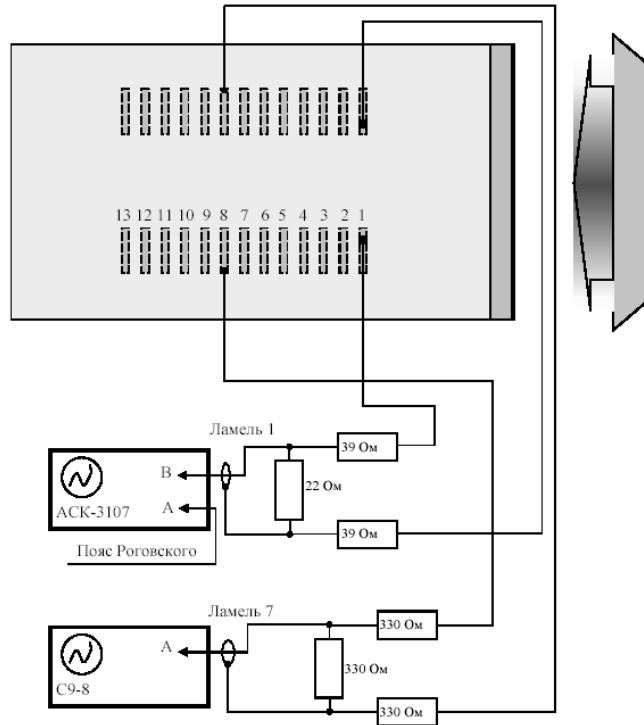 13 12 11 10 9 8 7 6 5 4 3 2 1
Ламель 1
39 Ом
В
22 Ом
А
АСК-3107
39 Ом
Пояс Роговского
Ламель 7
330 Ом
А
330 Ом
С9-8
330 Ом